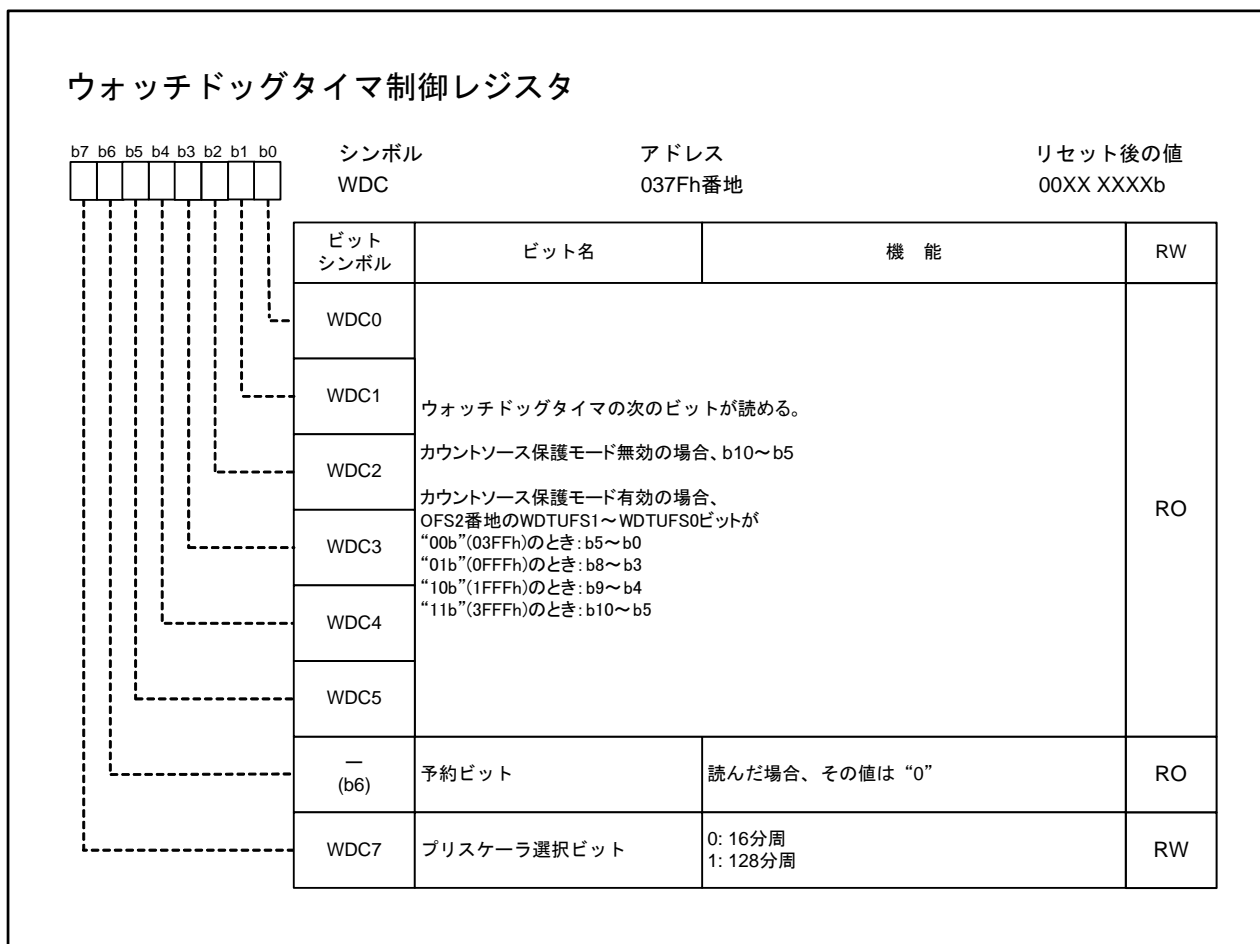 ウォッチドッグタイマ制御レジスタ
b7 b6 b5 b4 b3 b2 b1 b0
シンボル アドレス リセット後の値
WDC 037Fh番地 00XX XXXXb
ビット
シンボル
ビット名
機 能
RW
WDC0
WDC1
WDC2
WDC3
WDC4
WDC5
ウォッチドッグタイマの次のビットが読める。
カウントソース保護モード無効の場合、b10～b5
カウントソース保護モード有効の場合、
OFS2番地のWDTUFS1～WDTUFS0ビットが
“00b”(03FFh)のとき：b5～b0
“01b”(0FFFh)のとき：b8～b3
“10b”(1FFFh)のとき：b9～b4
“11b”(3FFFh)のとき：b10～b5
RO
—
(b6)
予約ビット
読んだ場合、その値は“0”
RO
WDC7
プリスケーラ選択ビット
0: 16分周
1: 128分周
RW